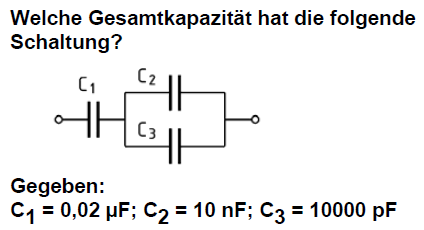 Welche Gesamtkapazität hat die folgende
Schaltung?
C1
C2
C3
Gegeben:
C1 = 0,02 µF; C2 = 10 nF; C3 = 10000 pF